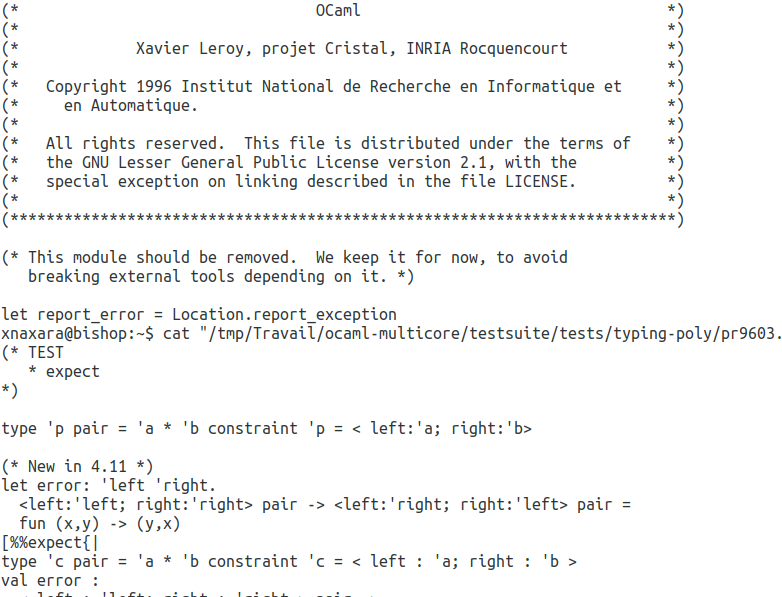 (*                                 OCaml                                  *)
(*                                                                        *)
(*             Xavier Leroy, projet Cristal, INRIA Rocquencourt           *)
(*                                                                        *)
(*   Copyright 1996 Institut National de Recherche en Informatique et     *)
(*     en Automatique.                                                    *)
(*                                                                        *)
(*   All rights reserved.  This file is distributed under the terms of    *)
(*   the GNU Lesser General Public License version 2.1, with the          *)
(*   special exception on linking described in the file LICENSE.          *)
(*                                                                        *)
(**************************************************************************)

(* This module should be removed.  We keep it for now, to avoid
   breaking external tools depending on it. *)

let report_error = Location.report_exception
xnaxara@bishop:~$ cat "/tmp/Travail/ocaml-multicore/testsuite/tests/typing-poly/pr9603.
(* TEST
   * expect
*)

type 'p pair = 'a * 'b constraint 'p = < left:'a; right:'b>

(* New in 4.11 *)
let error: 'left 'right.
  <left:'left; right:'right> pair -> <left:'right; right:'left> pair =
  fun (x,y) -> (y,x)
[%%expect{|
type 'c pair = 'a * 'b constraint 'c = < left : 'a; right : 'b >
val error :